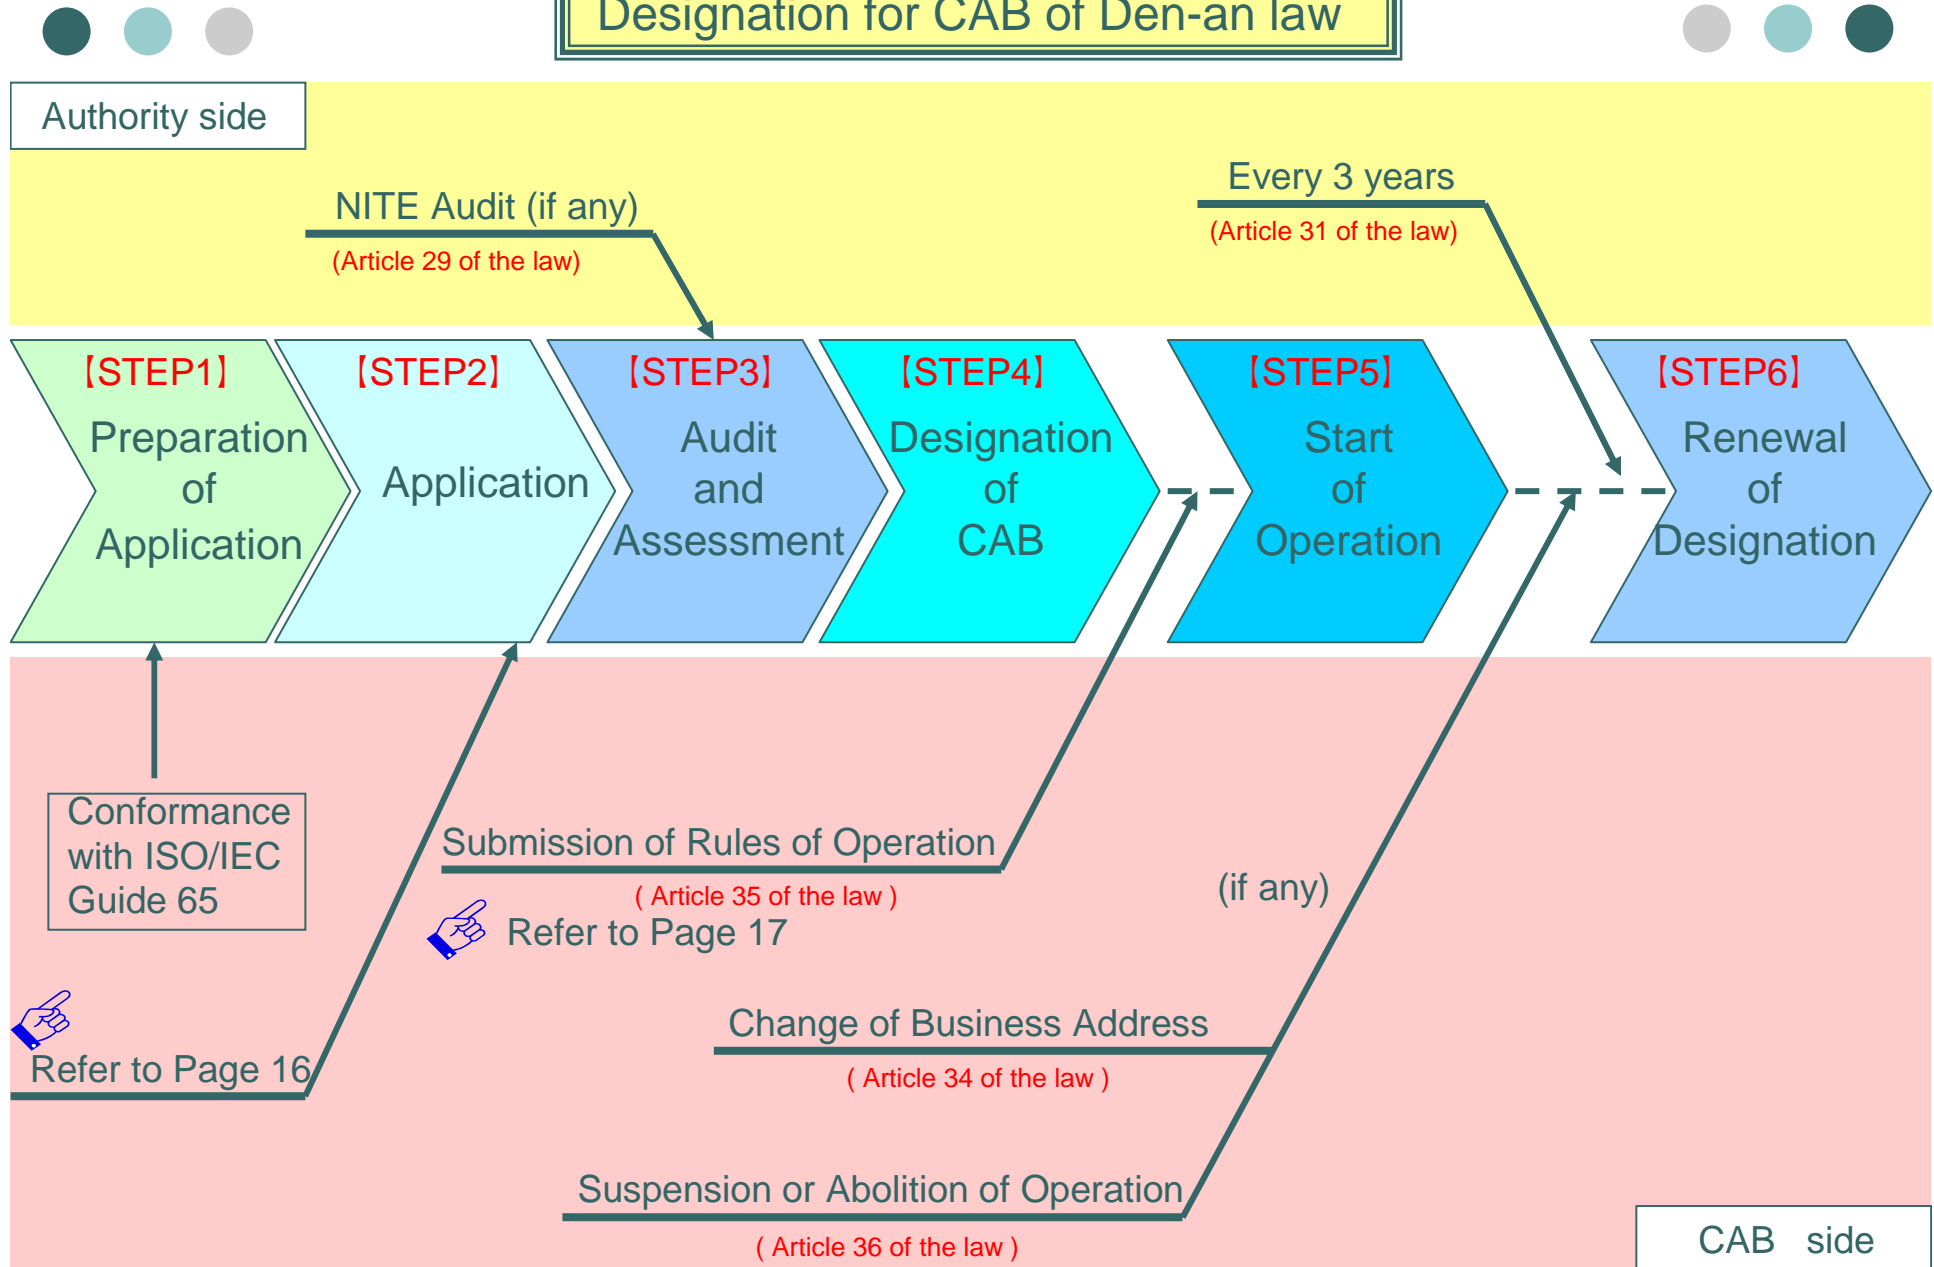 Designation for CAB of Den-an law
Authority side
NITE Audit (if any)
(Article 29 of the law)
Every 3 years
(Article 31 of the law)
【STEP1】
Preparation
of
Application
【STEP2】
Application
【STEP3】
Audit
and
Assessment
【STEP4】
Designation
of
CAB
【STEP5】
Start
of
Operation
【STEP6】
Renewal
of
Designation
Conformance
with ISO/IEC
Guide 65
Submission of Rules of Operation
( Article 35 of the law )
Refer to Page 17
(if any)
Refer to Page 16
Change of Business Address
( Article 34 of the law )
Suspension or Abolition of Operation
( Article 36 of the law )
CAB side